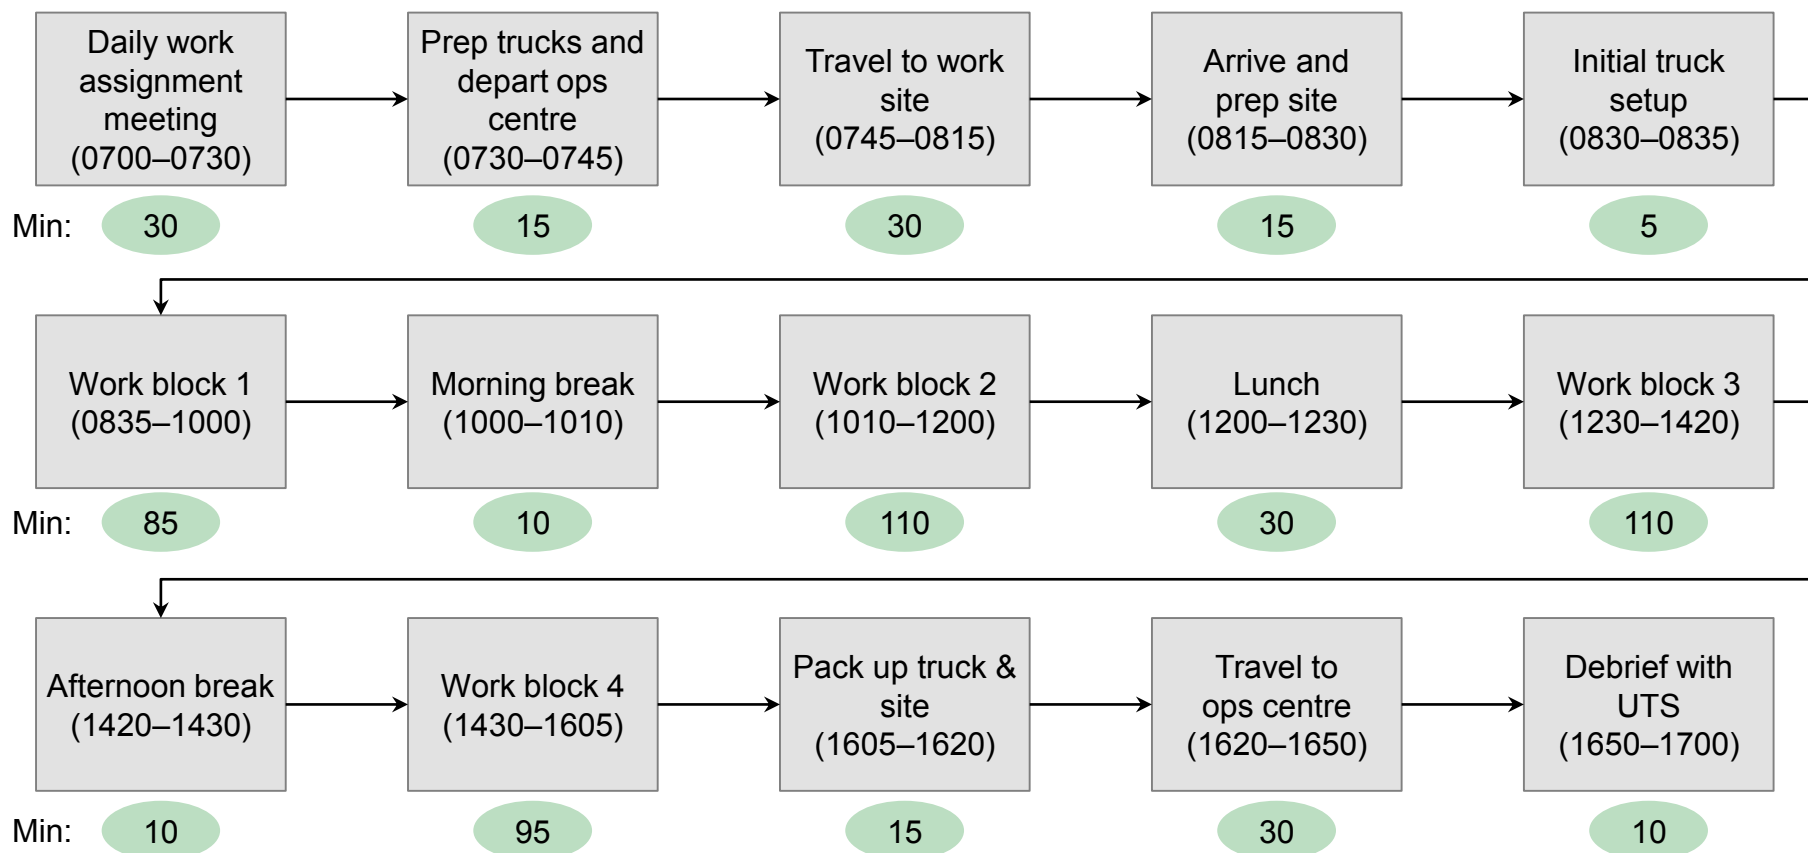 Daily work
assignment
meeting
(0700–0730)
Prep trucks and
depart ops
centre
(0730–0745)
Travel to work
site
(0745–0815)
Arrive and
prep site
(0815–0830)
Initial truck
setup
(0830–0835)
Min: 30 15 30 15 5
Work block 1
(0835–1000)
Morning break
(1000–1010)
Work block 2
(1010–1200)
Lunch
(1200–1230)
Work block 3
(1230–1420)
Min: 85 10 110 30 110
Afternoon break
(1420–1430)
Work block 4
(1430–1605)
Pack up truck &
site
(1605–1620)
Travel to
ops centre
(1620–1650)
Debrief with
UTS
(1650–1700)
Min: 10 95 15 30 10